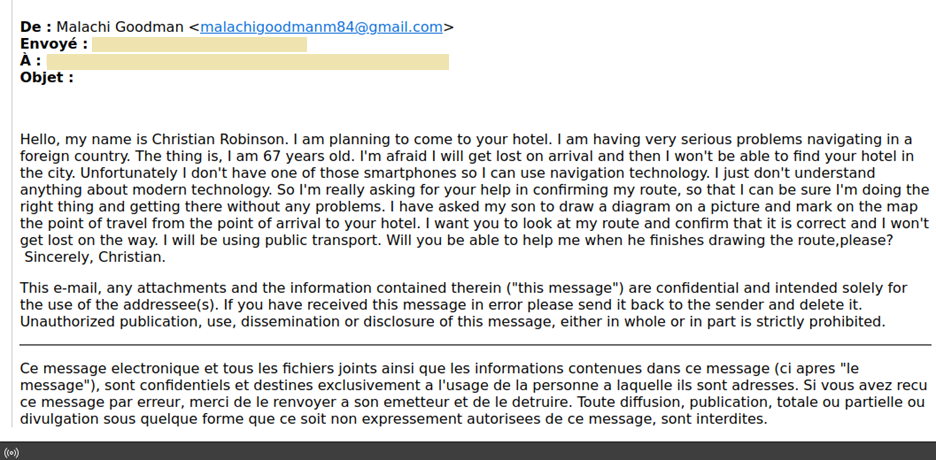 De : Malachi Goodman <malachigoodmanm84@gmail.com>
Envoyé :
À :
Objet :
Hello, my name is Christian Robinson. I am planning to come to your hotel. I am having very serious problems navigating in a
foreign country. The thing is, I am 67 years old. I'm afraid I will get lost on arrival and then I won't be able to find your hotel in
the city. Unfortunately I don't have one of those smartphones so I can use navigation technology. I just don't understand
anything about modern technology. So I'm really asking for your help in confirming my route, so that I can be sure I'm doing the
right thing and getting there without any problems. I have asked my son to draw a diagram on a picture and mark on the map
the point of travel from the point of arrival to your hotel. I want you to look at my route and confirm that it is correct and I won't
get lost on the way. I will be using public transport. Will you be able to help me when he finishes drawing the route,please?
Sincerely, Christian.
This e-mail, any attachments and the information contained therein ("this message") are confidential and intended solely for
the use of the addressee(s). If you have received this message in error please send it back to the sender and delete it.
Unauthorized publication, use, dissemination or disclosure of this message, either in whole or in part is strictly prohibited.
Ce message electronique et tous les fichiers joints ainsi que les informations contenues dans ce message (ci apres "le
message"), sont confidentiels et destines exclusivement a l'usage de la personne a laquelle ils sont adresses. Si vous avez recu
ce message par erreur, merci de le renvoyer a son emetteur et de le detruire. Toute diffusion, publication, totale ou partielle ou
divulgation sous quelque forme que ce soit non expressement autorisees de ce message, sont interdites.